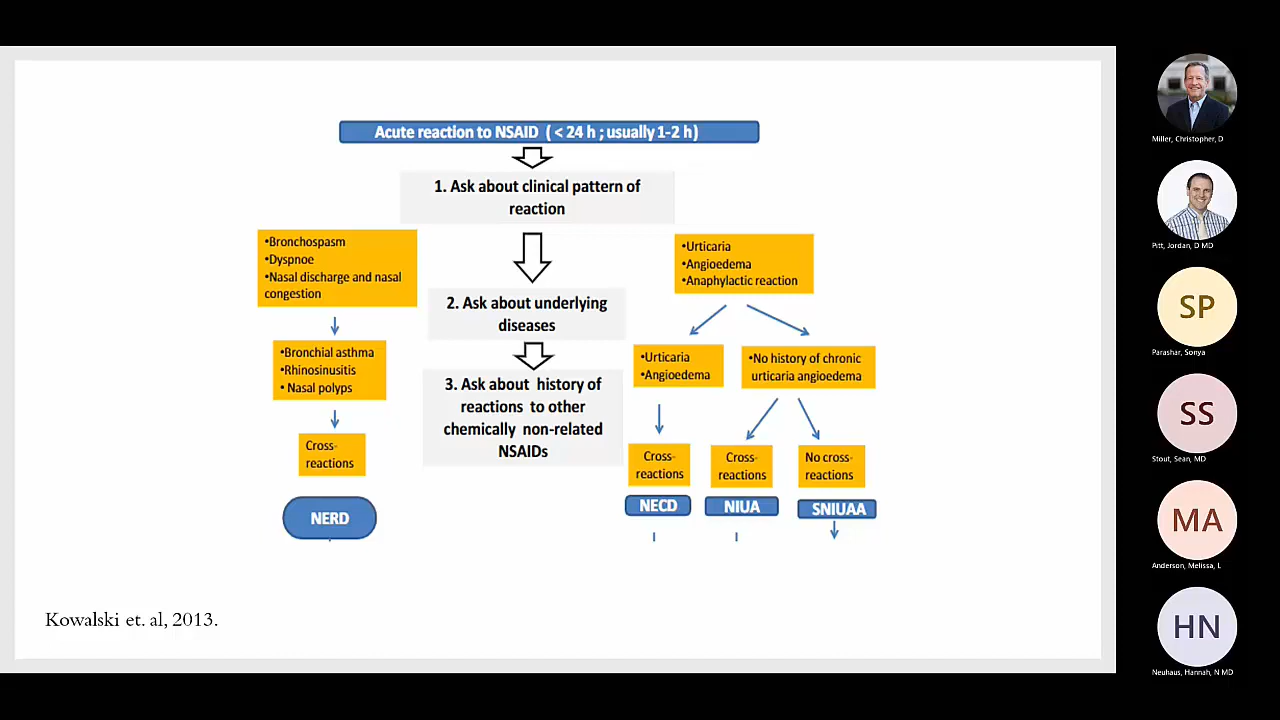 Acute reaction to NSAID ( < 24 h ; usually 1-2 h)
1. Ask about clinical pattern of
reaction
•Bronchospasm
•Dyspnoe
•Nasal discharge and nasal
congestion
•Urticaria
•Angioedema
•Anaphylactic reaction
2. Ask about underlying
diseases
•Bronchial asthma
•Rhinosinusitis
• Nasal polyps
•Urticaria
•Angioedema
•No history of chronic
urticaria angioedema
3. Ask about history of
reactions to other
chemically non-related
NSAIDs
Cross-
reactions
Cross-
reactions
Cross-
reactions
No cross-
reactions
NERD
NECD
NIUA
SNIUAA
Kowalski et. al, 2013.
Miller, Christopher, D
Pitt, Jordan, D MD
SP
Parashar, Sonya
SS
Stout, Sean, MD
MA
Anderson, Melissa, L
HN
Neuhaus, Hannah, N MD